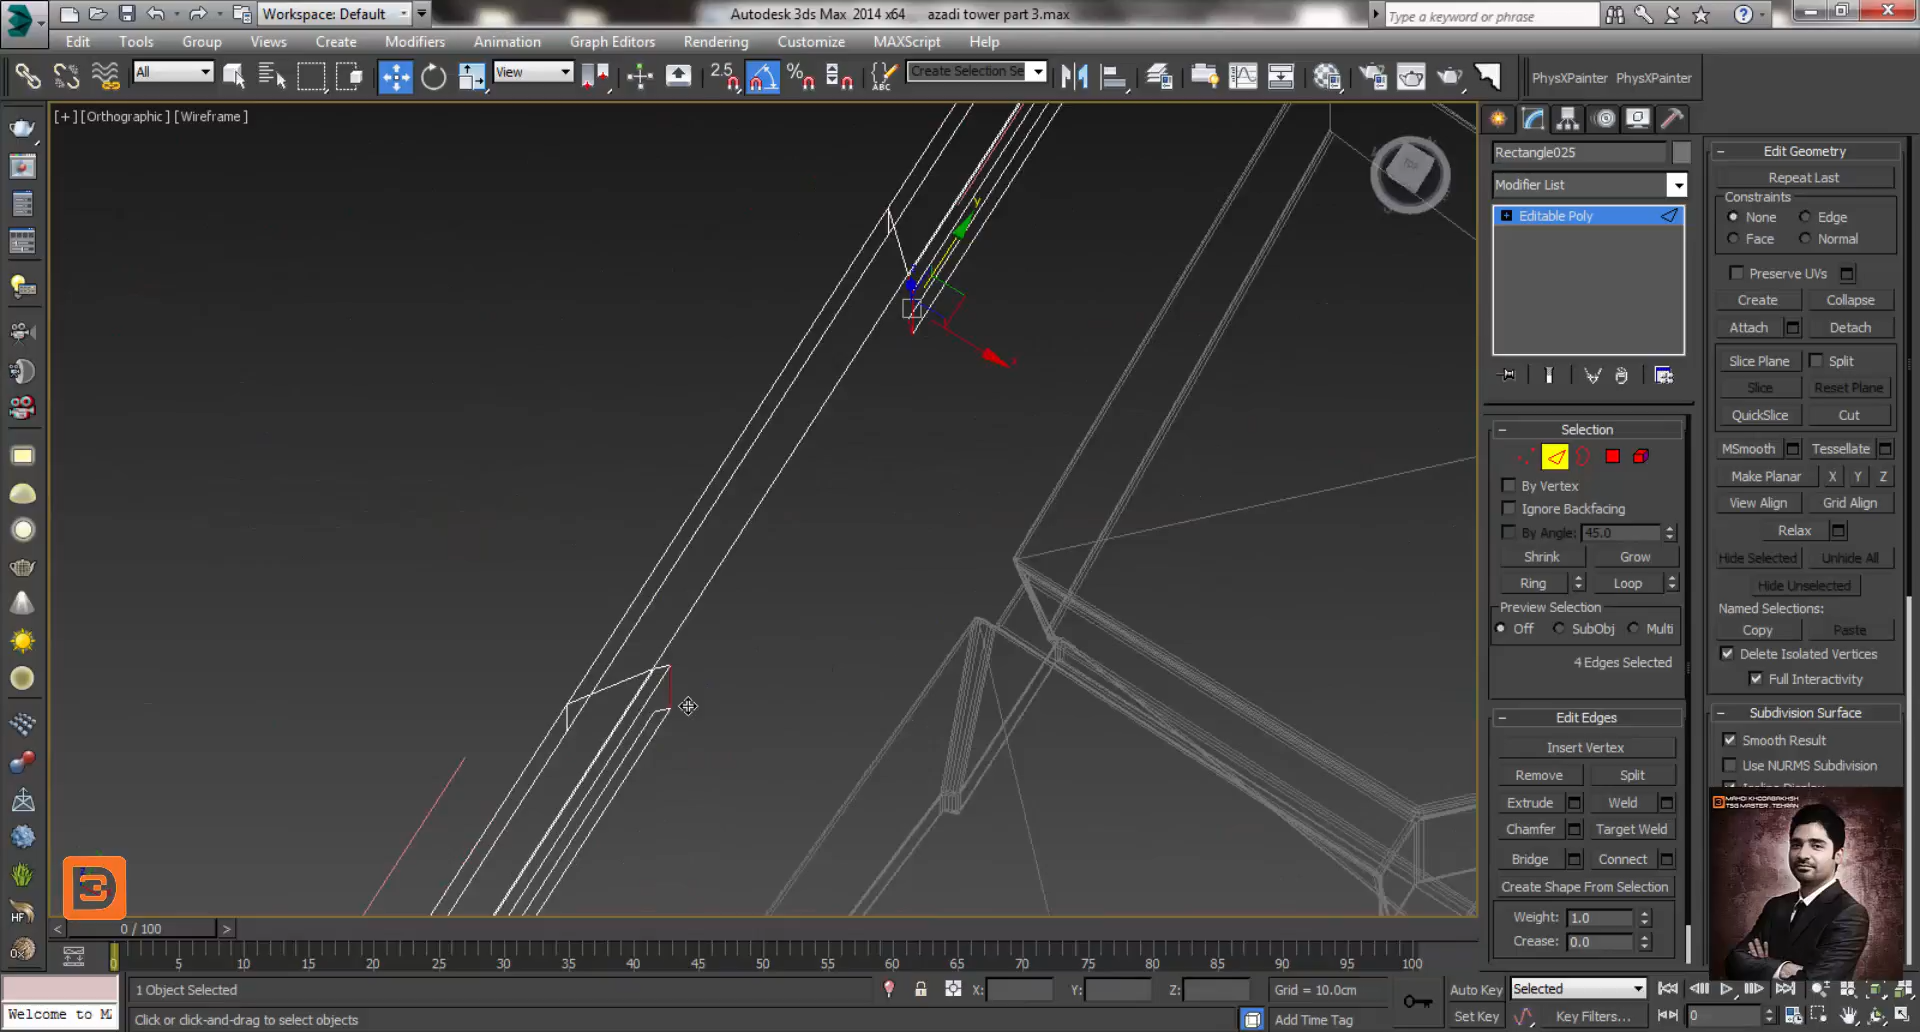 Workspace: Default
Autodesk 3ds Max 2014 x64 azadi tower part 3.max
Type a keyword or phrase
Edit Tools Group Views Create Modifiers Animation Graph Editors Rendering Customize MAXScript Help
All View 2.5 Create Selection Se PhysXPainter PhysXPainter
[+] [Orthographic ] [Wireframe ]
Rectangle025
Modifier List
Editable Poly
Selection
By Vertex
Ignore Backfacing
By Angle: 45.0
Shrink Grow
Ring Loop
Preview Selection
Off SubObj Multi
4 Edges Selected
Edit Edges
Insert Vertex
Remove Split
Extrude Weld
Chamfer Target Weld
Bridge Connect
Create Shape From Selection
Weight: 1.0
Crease: 0.0
Edit Geometry
Repeat Last
Constraints
None Edge
Face Normal
Preserve UVs
Create Collapse
Attach Detach
Slice Plane Split
Slice Reset Plane
QuickSlice Cut
MSmooth Tessellate
Make Planar X Y Z
View Align Grid Align
Relax
Hide Selected Unhide All
Hide Unselected
Named Selections:
Copy Paste
Delete Isolated Vertices
Full Interactivity
Subdivision Surface
Smooth Result
Use NURMS Subdivision
MAHDI KHODABAKHSH
TSG MASTER . TEHRAN
0 / 100
0 5 10 15 20 25 30 35 40 45 50 55 60 65 70 75 80 85 90 95 100
1 Object Selected X: Y: Z: Grid = 10.0cm Auto Key Selected
Welcome to MA Click or click-and-drag to select objects Add Time Tag Set Key Key Filters... 0